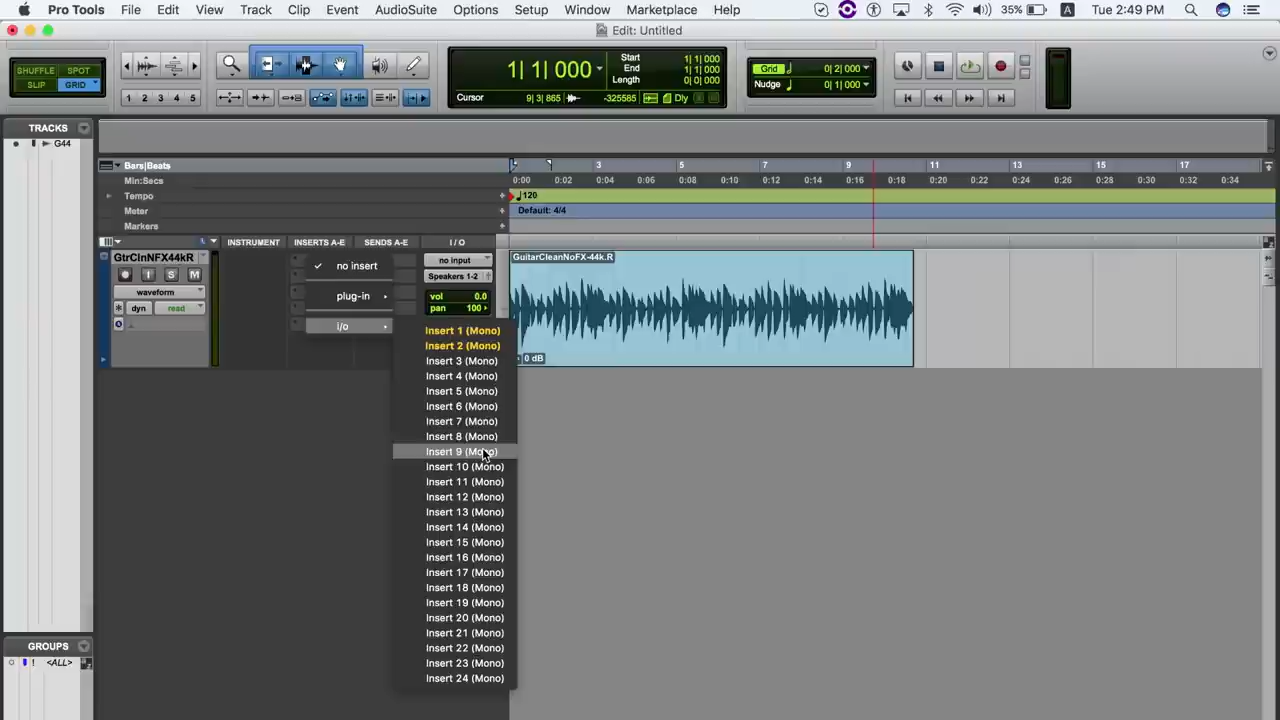 Pro Tools File Edit View Track Clip Event AudioSuite Options Setup Window Marketplace Help 35% A Tue 2:49 PM
Edit: Untitled
SHUFFLE SPOT
SLIP GRID
1 2 3 4 5
1| 1| 000
Start 1| 1| 000
End 1| 1| 000
Length 0| 0| 000
Cursor 9| 3| 865 -325585 Dly
Grid 0| 2| 000
Nudge 0| 1| 000
TRACKS
G44
Bars|Beats 3 5 7 9 11 13 15 17
Min:Secs 0:00 0:02 0:04 0:06 0:08 0:10 0:12 0:14 0:16 0:18 0:20 0:22 0:24 0:26 0:28 0:30 0:32 0:34
Tempo 120
Meter Default: 4/4
Markers
INSTRUMENT INSERTS A-E SENDS A-E I / O
GtrClnNFX44kR
I S M
waveform
dyn read
no insert
plug-in
i/o
no input
Speakers 1-2
vol 0.0
pan 100
GuitarCleanNoFX-44k.R
0 dB
Insert 1 (Mono)
Insert 2 (Mono)
Insert 3 (Mono)
Insert 4 (Mono)
Insert 5 (Mono)
Insert 6 (Mono)
Insert 7 (Mono)
Insert 8 (Mono)
Insert 9 (Mono)
Insert 10 (Mono)
Insert 11 (Mono)
Insert 12 (Mono)
Insert 13 (Mono)
Insert 14 (Mono)
Insert 15 (Mono)
Insert 16 (Mono)
Insert 17 (Mono)
Insert 18 (Mono)
Insert 19 (Mono)
Insert 20 (Mono)
Insert 21 (Mono)
Insert 22 (Mono)
Insert 23 (Mono)
Insert 24 (Mono)
GROUPS
! <ALL>